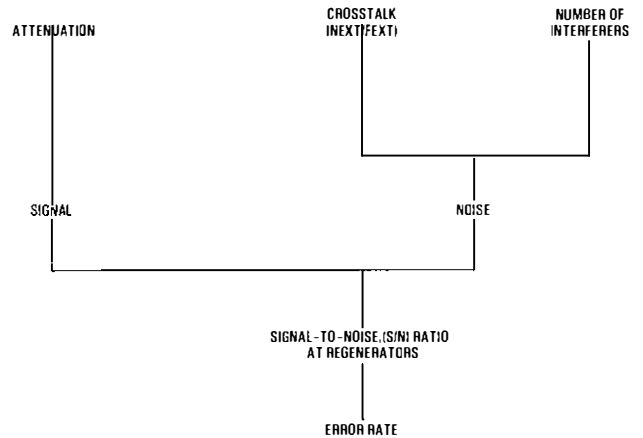 ATTENUATION
CROSSTALK
(NEXT/FEXT)
NUMBER OF
INTERFERERS
SIGNAL
NOISE
SIGNAL-TO-NOISE,(S/N) RATIO
AT REGENERATORS
ERROR RATE